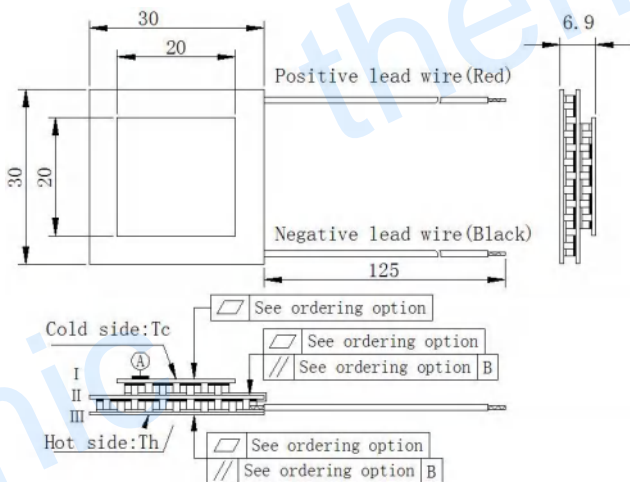 30
6.9
20
Positive lead wire(Red)
30
20
Negative lead wire(Black)
125
See ordering option
Cold side:Tc
See ordering option
A
See ordering option B
I
II
III
Hot side:Th
See ordering option
// See ordering option B